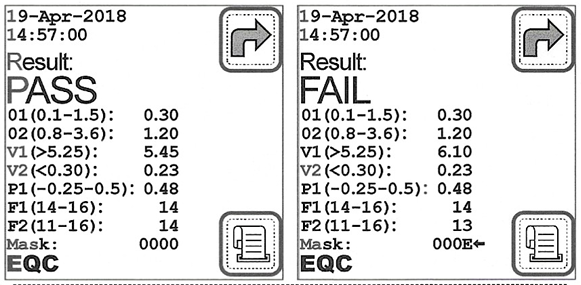 19-Apr-2018
14:57:00
Result:
PASS
01(0.1-1.5): 0.30
02(0.8-3.6): 1.20
V1(>5.25): 5.45
V2(<0.30): 0.23
P1(-0.25-0.5): 0.48
F1(14-16): 14
F2(11-16): 14
Mask: 0000
EQC
19-Apr-2018
14:57:00
Result:
FAIL
01(0.1-1.5): 0.30
02(0.8-3.6): 1.20
V1(>5.25): 6.10
V2(<0.30): 0.23
P1(-0.25-0.5): 0.48
F1(14-16): 14
F2(11-16): 13
Mask: 000E←
EQC